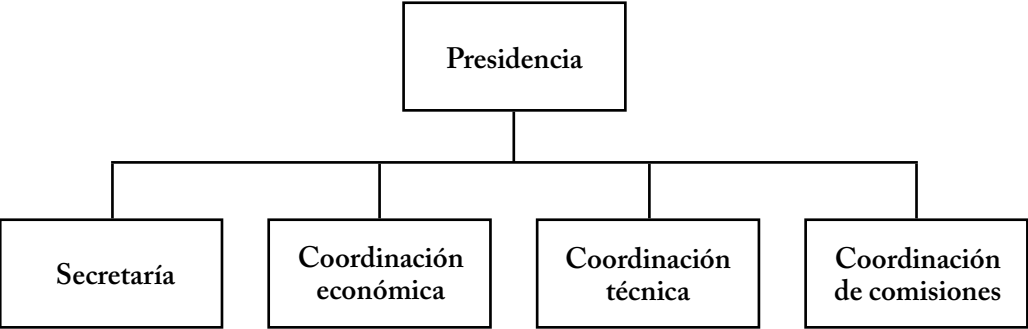 Presidencia
Secretaría
Coordinación
económica
Coordinación
técnica
Coordinación
de comisiones